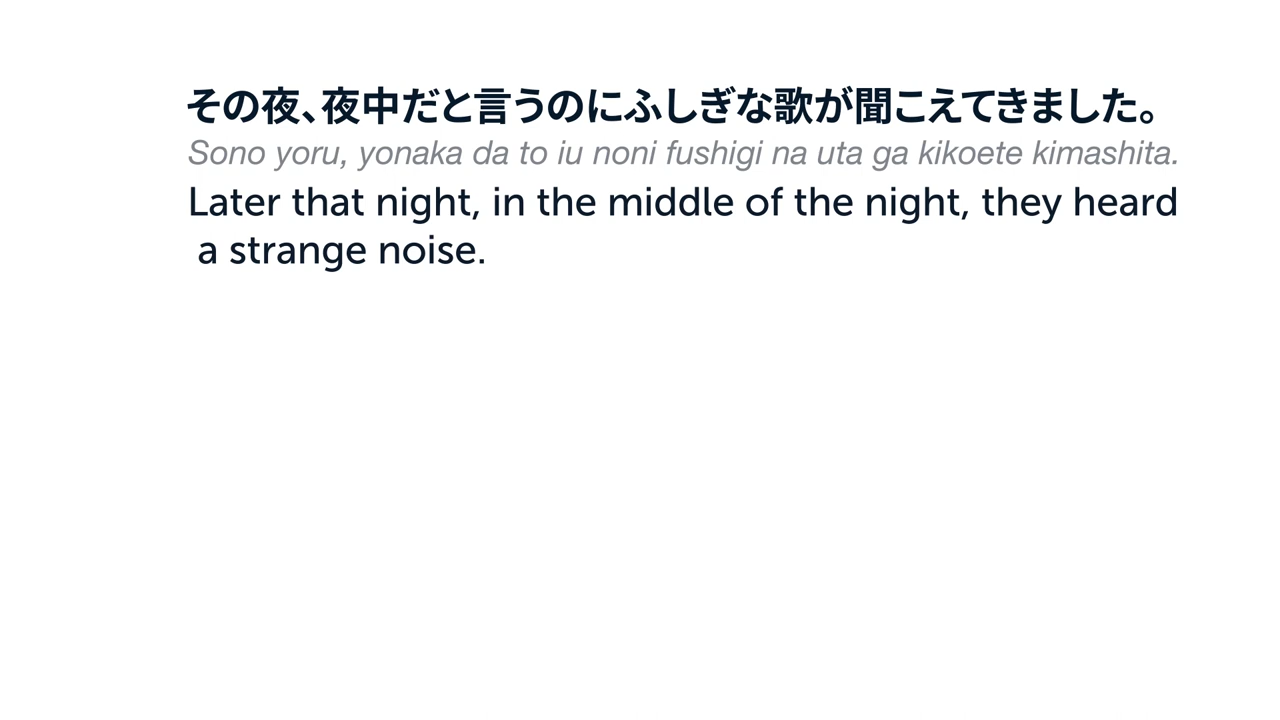 その夜、夜中だと言うのにふしぎな歌が聞こえてきました。
Sono yoru, yonaka da to iu noni fushigi na uta ga kikoete kimashita.
Later that night, in the middle of the night, they heard
a strange noise.